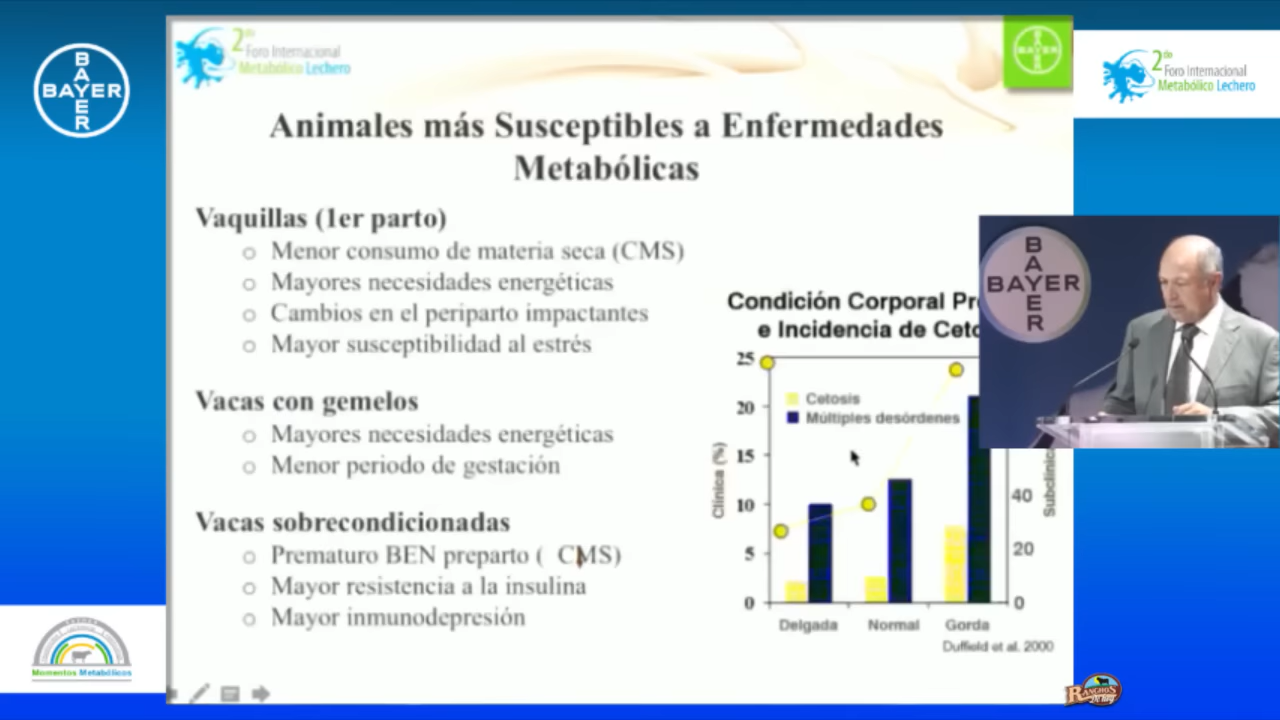 BAYER
BAYER
2do
Foro Internacional
Metabólico Lechero
BAYER
2do
Foro Internacional
Metabólico Lechero
Animales más Susceptibles a Enfermedades
Metabólicas
Vaquillas (1er parto)
o Menor consumo de materia seca (CMS)
o Mayores necesidades energéticas
o Cambios en el periparto impactantes
o Mayor susceptibilidad al estrés
Vacas con gemelos
o Mayores necesidades energéticas
o Menor periodo de gestación
Vacas sobrecondicionadas
o Prematuro BEN preparto ( CMS)
o Mayor resistencia a la insulina
o Mayor inmunodepresión
Condición Corporal Pr
e Incidencia de Ceto
Cetosis
Múltiples desórdenes
Clínica (%)
25
20
15
10
5
0
40
20
0
Subclínic
Delgada Normal Gorda
Duffield et al. 2000
BAYER
BAYER
Momentos Metabólicos